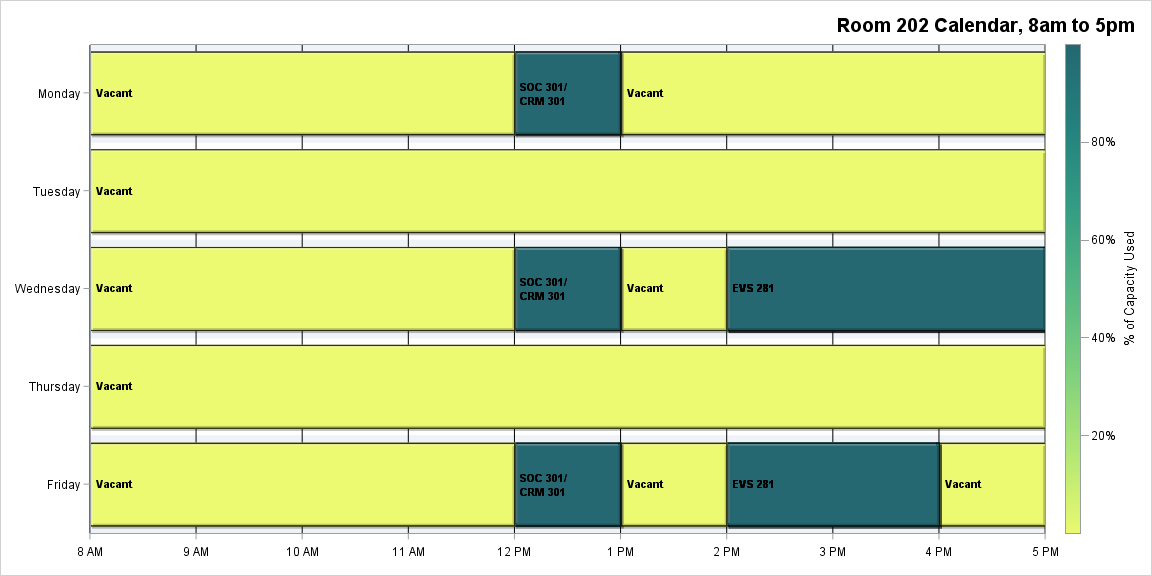 Room 202 Calendar, 8am to 5pm
Monday
Vacant
SOC 301/
CRM 301
Vacant
80%
Tuesday
Vacant
60%
Wednesday
Vacant
SOC 301/
CRM 301
Vacant
EVS 281
% of Capacity Used
40%
Thursday
Vacant
20%
Friday
Vacant
SOC 301/
CRM 301
Vacant
EVS 281
Vacant
8 AM 9 AM 10 AM 11 AM 12 PM 1 PM 2 PM 3 PM 4 PM 5 PM